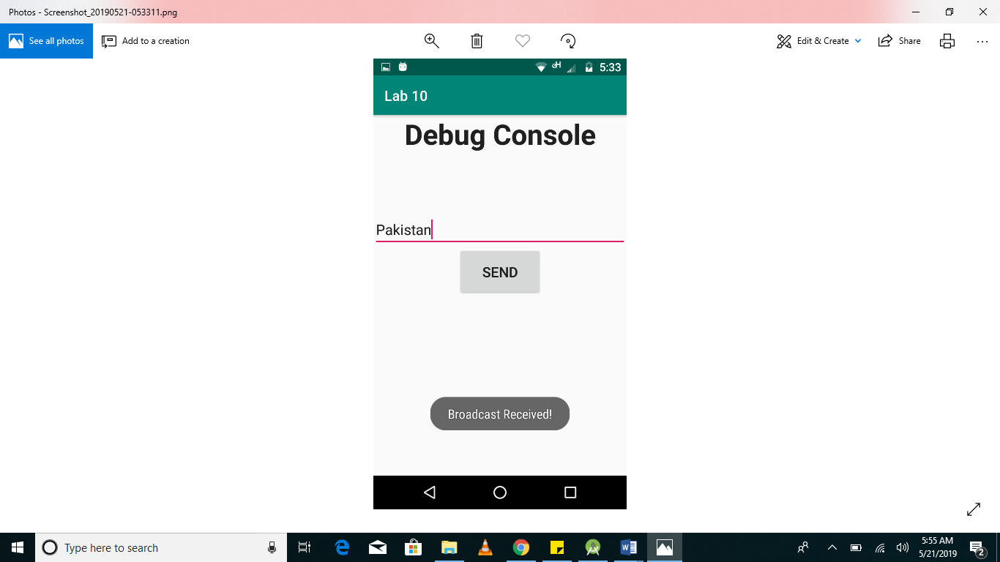 Photos - Screenshot_20190521-053311.png
See all photos
Add to a creation
Edit & Create
Share
5:33
Lab 10
Debug Console
Pakistan
SEND
Broadcast Received!
Type here to search
5:55 AM
5/21/2019
2